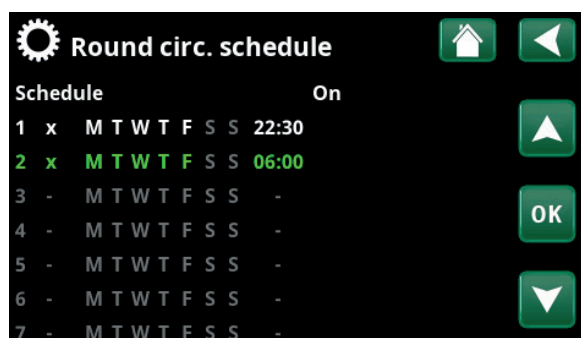 Round circ. schedule
Schedule On
1 x M T W T F S S 22:30
2 x M T W T F S S 06:00
3 - M T W T F S S -
OK
4 - M T W T F S S -
5 - M T W T F S S -
6 - M T W T F S S -
7 - M T W T F S S -